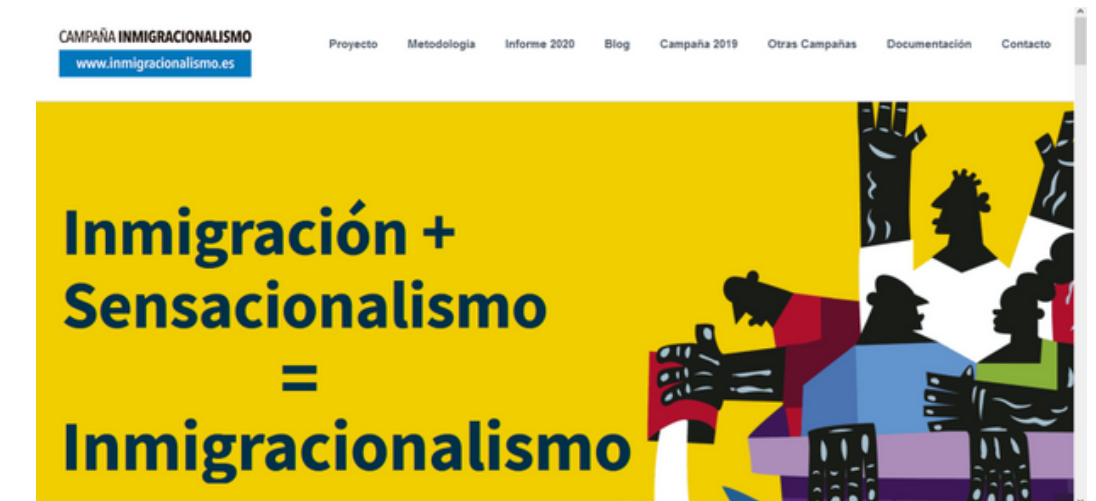 CAMPAÑA INMIGRACIONALISMO
www.inmigracionalismo.es
Proyecto Metodología Informe 2020 Blog Campaña 2019 Otras Campañas Documentación Contacto
Inmigración +
Sensacionalismo
=
Inmigracionalismo